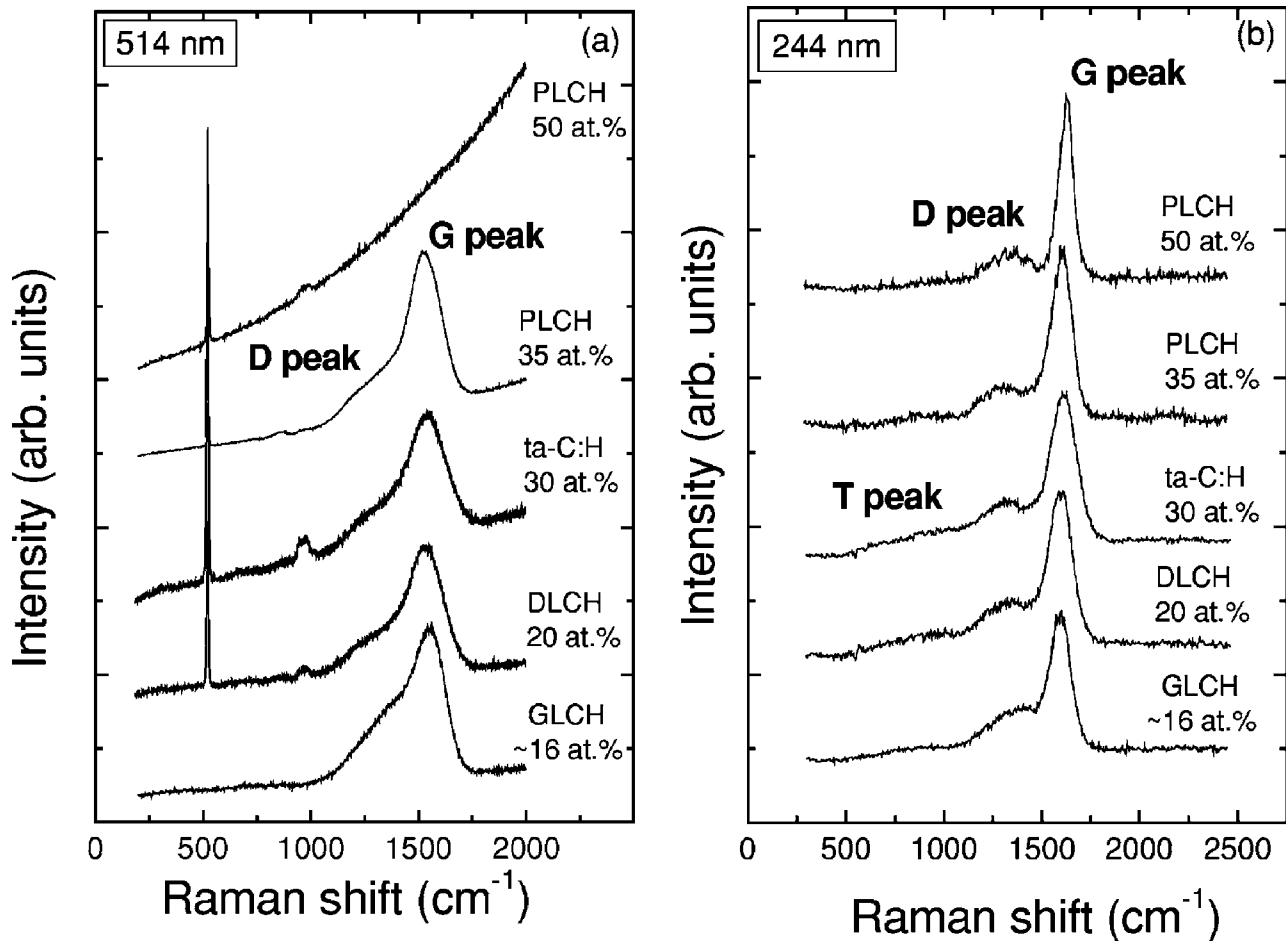 514 nm
(a)
PLCH
50 at.%
G peak
PLCH
35 at.%
D peak
ta-C:H
30 at.%
DLCH
20 at.%
GLCH
~16 at.%
Intensity (arb. units)
0 500 1000 1500 2000
Raman shift (cm⁻¹)
244 nm
(b)
G peak
PLCH
50 at.%
D peak
PLCH
35 at.%
ta-C:H
30 at.%
T peak
DLCH
20 at.%
GLCH
~16 at.%
Intensity (arb. units)
0 500 1000 1500 2000 2500
Raman shift (cm⁻¹)